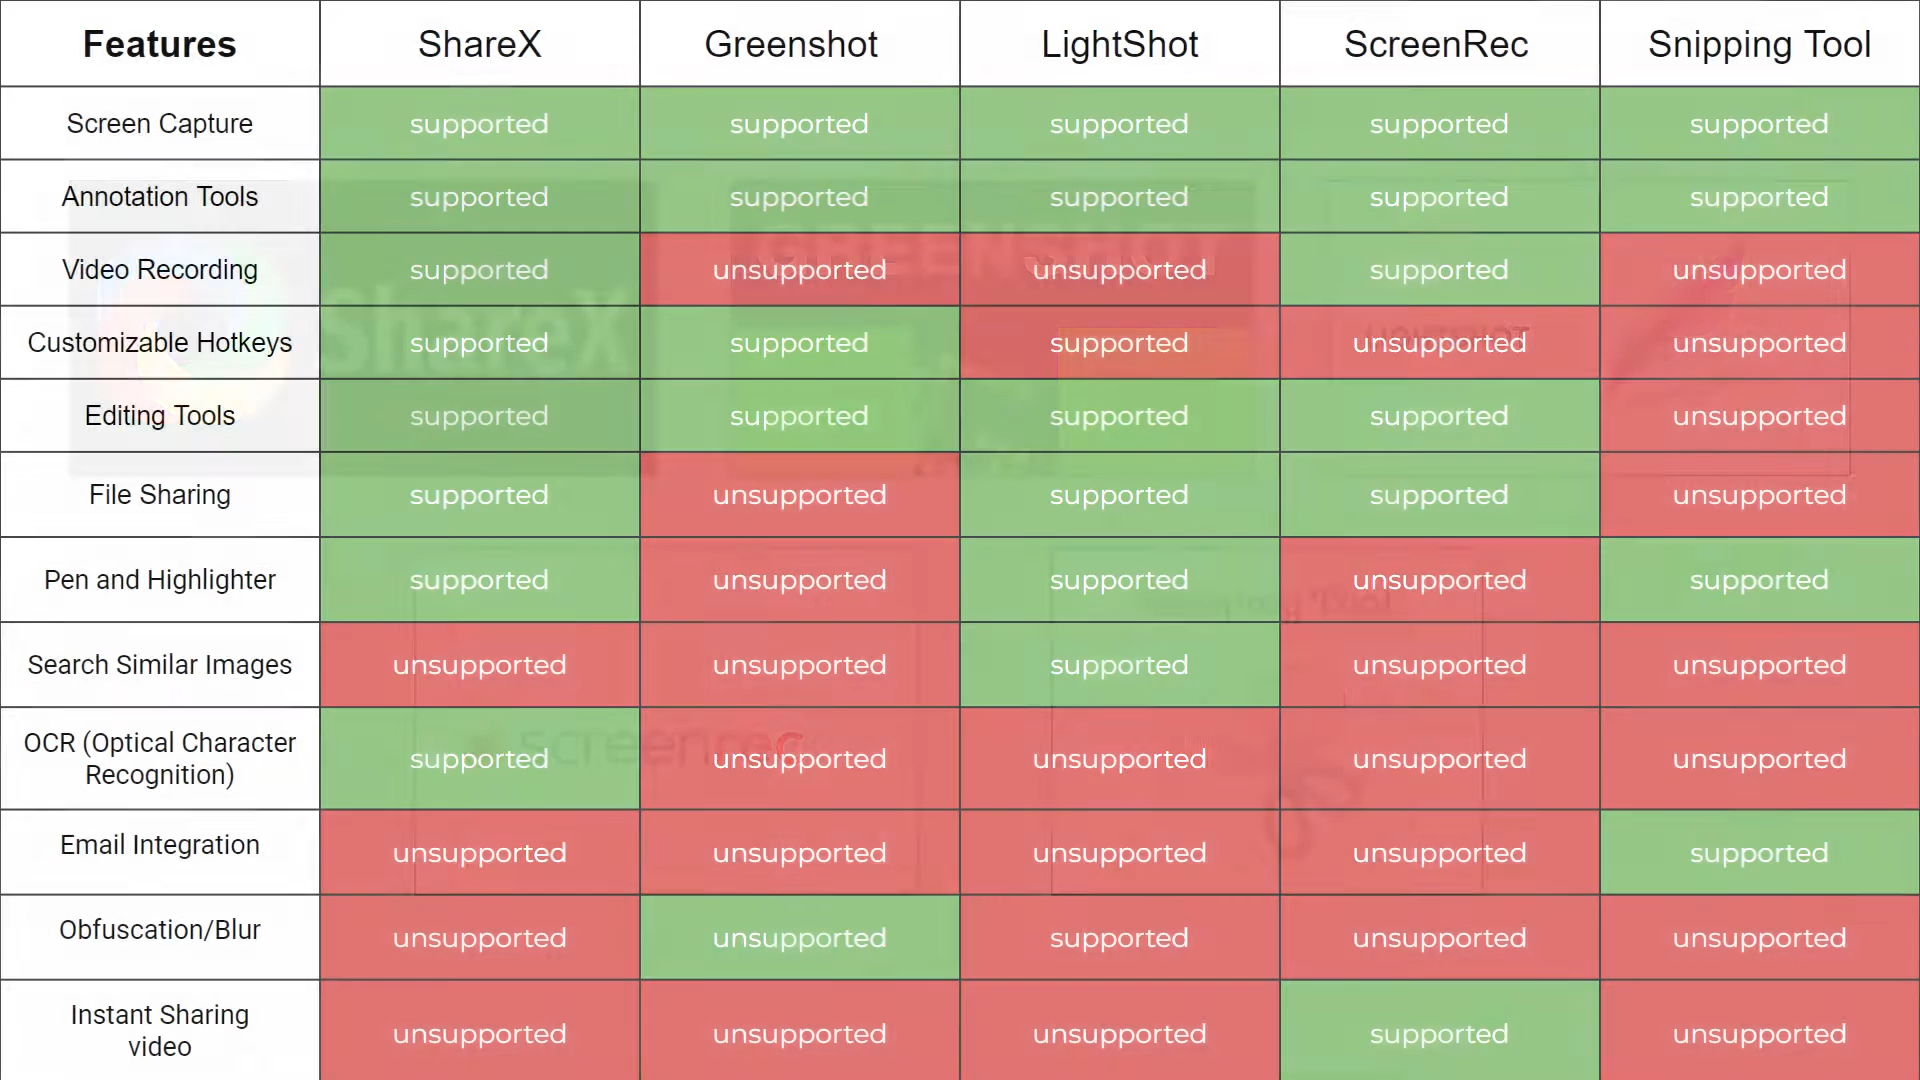 Features ShareX Greenshot LightShot ScreenRec Snipping Tool
Screen Capture supported supported supported supported supported
Annotation Tools supported supported supported supported supported
Video Recording supported unsupported unsupported supported unsupported
Customizable Hotkeys supported supported supported unsupported unsupported
Editing Tools supported supported supported supported unsupported
File Sharing supported unsupported supported supported unsupported
Pen and Highlighter supported unsupported supported unsupported supported
Search Similar Images unsupported unsupported supported unsupported unsupported
OCR (Optical Character
Recognition) supported unsupported unsupported unsupported unsupported
Email Integration unsupported unsupported unsupported unsupported supported
Obfuscation/Blur unsupported unsupported supported unsupported unsupported
Instant Sharing
video unsupported unsupported unsupported supported unsupported
GREENSHOT
ShareX
screenrec